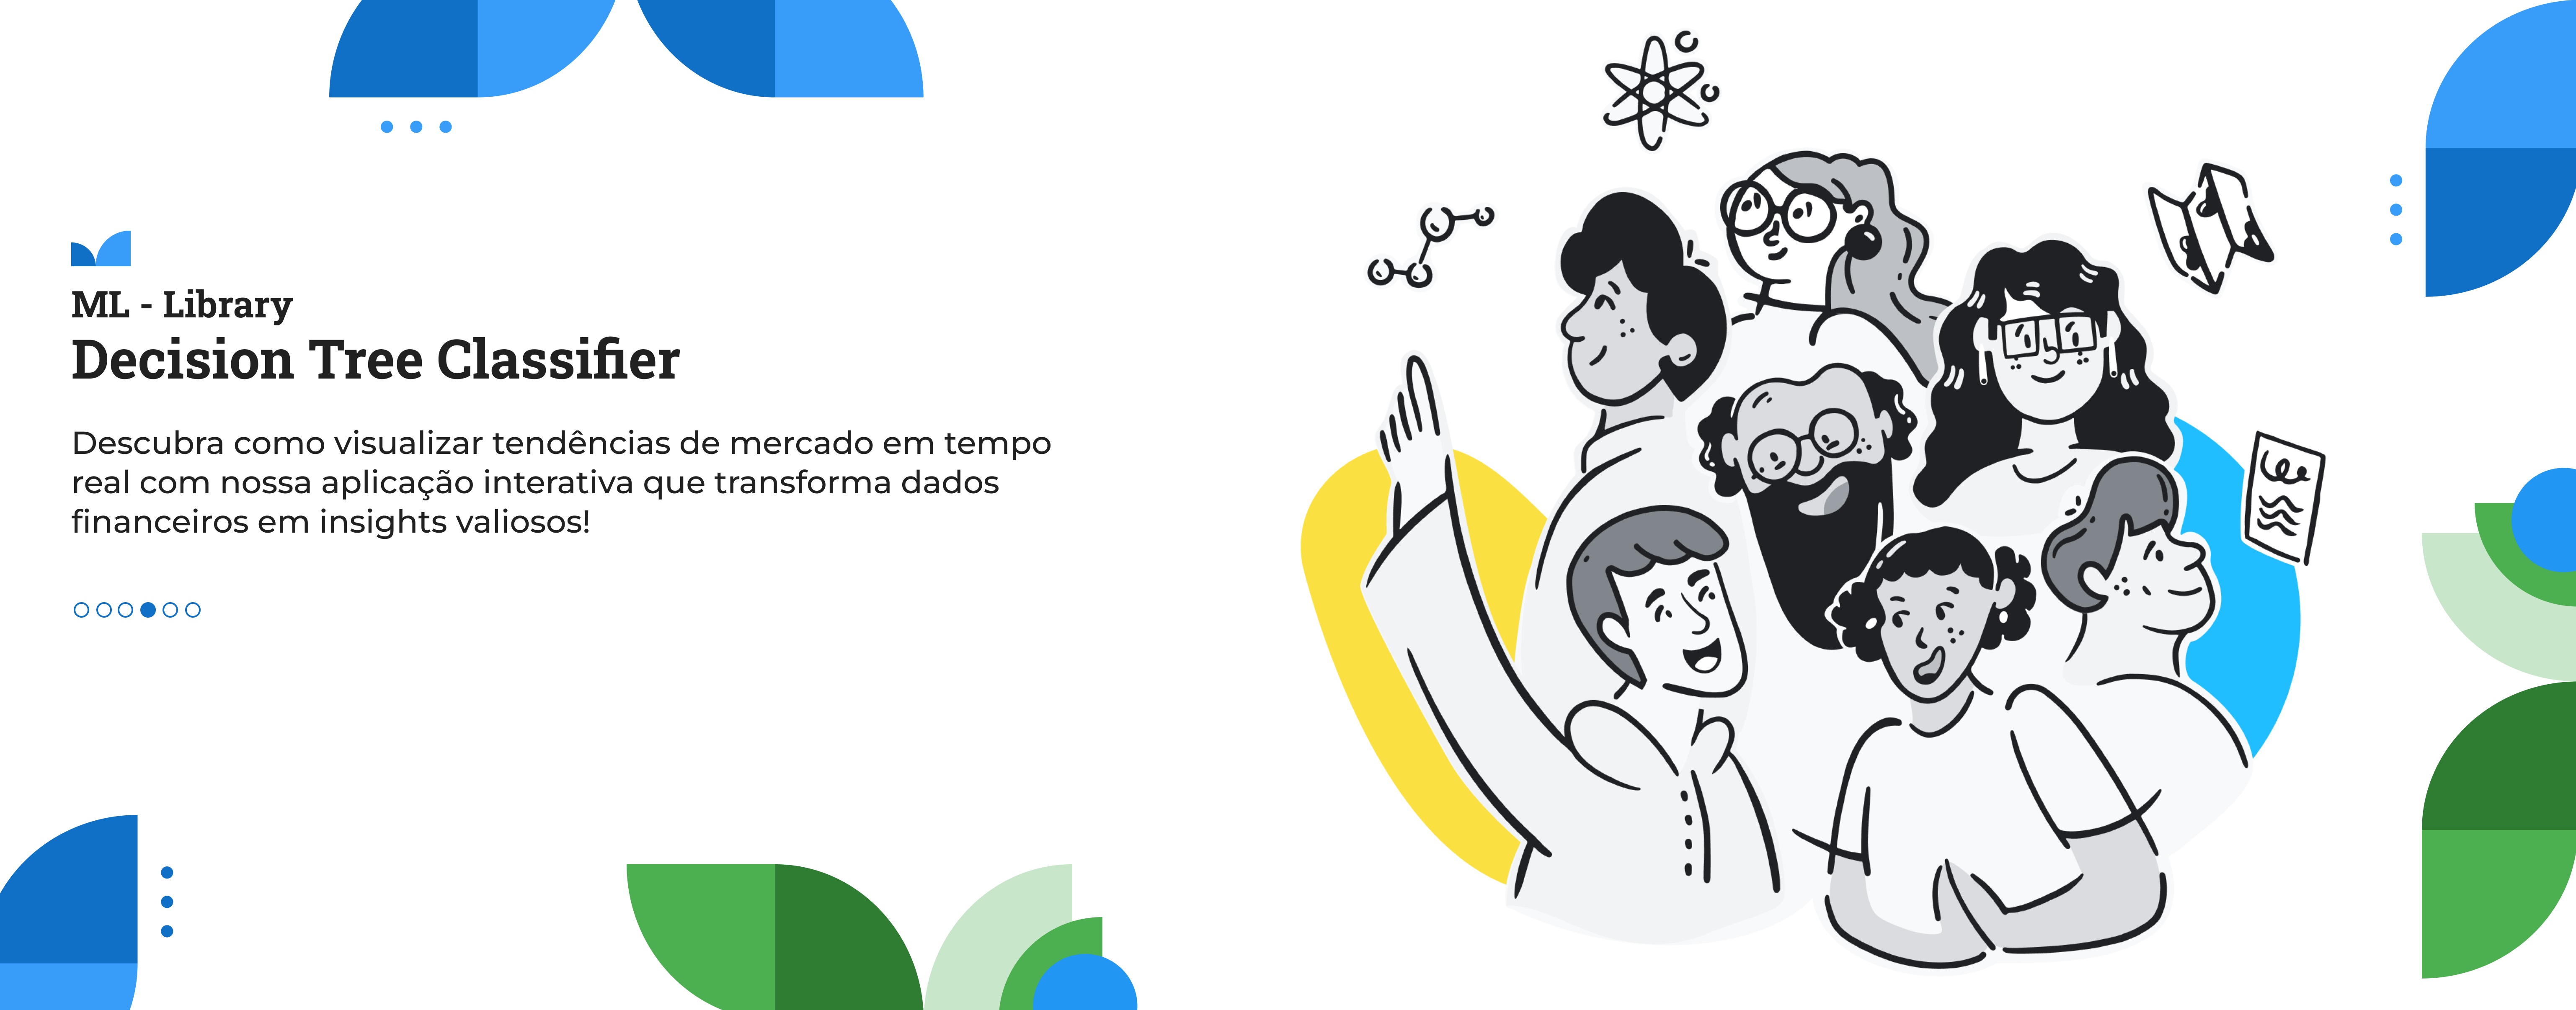 ML - Library
Decision Tree Classifier
Descubra como visualizar tendências de mercado em tempo
real com nossa aplicação interativa que transforma dados
financeiros em insights valiosos!